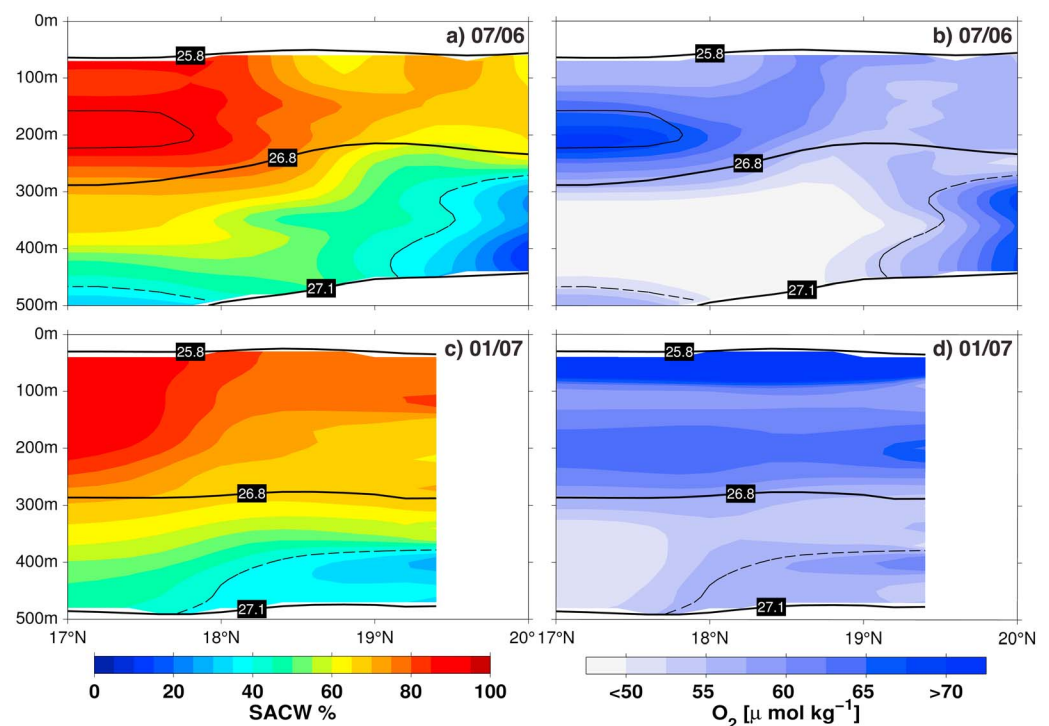 0m
a) 07/06
b) 07/06
25.8
25.8
100m
200m
26.8
26.8
300m
400m
27.1
27.1
500m
0m
c) 01/07
d) 01/07
25.8
25.8
100m
200m
26.8
26.8
300m
400m
27.1
27.1
500m
17°N
18°N
19°N
20°
17°N
18°N
19°N
20°N
0
20
40
60
80
100
SACW %
<50
55
60
65
>70
O₂ [μ mol kg⁻¹]